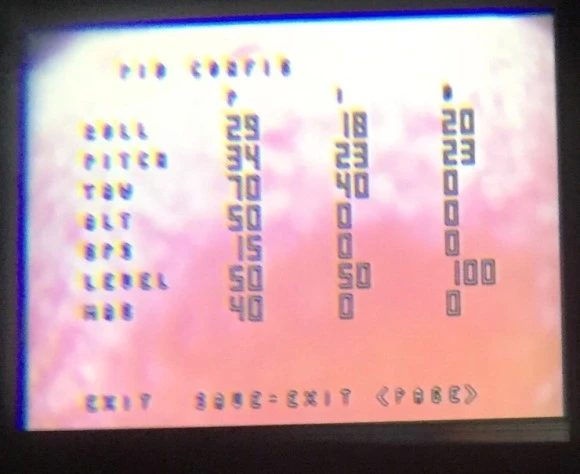 PID CONFIG
P I D
ROLL 29 18 20
PITCH 34 23 23
YAW 70 40 0
ALT 50 0 0
GPS 15 0 0
LEVEL 50 50 100
MAG 40 0 0
EXIT SAVE+EXIT <PAGE>